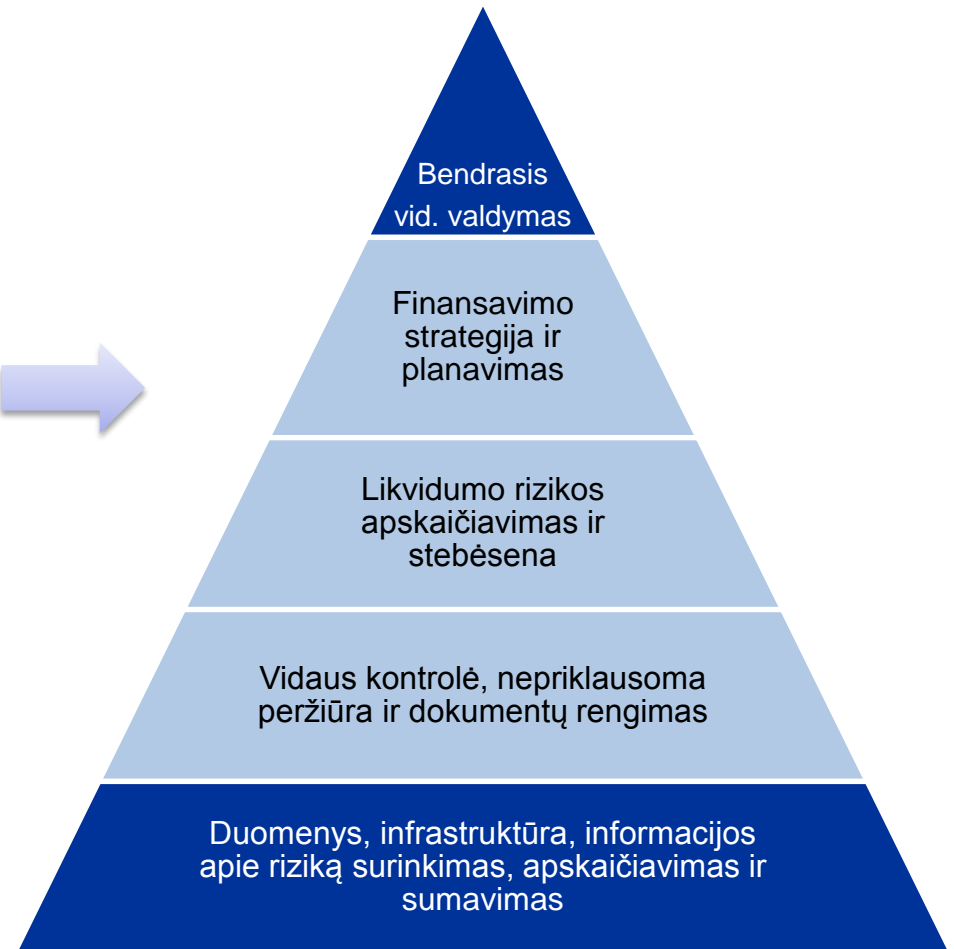 Bendrasis
vid. valdymas
Finansavimo
strategija ir
planavimas
Likvidumo rizikos
apskaičiavimas ir
stebėsena
Vidaus kontrolė, nepriklausoma
peržiūra ir dokumentų rengimas
Duomenys, infrastruktūra, informacijos
apie riziką surinkimas, apskaičiavimas ir
sumavimas